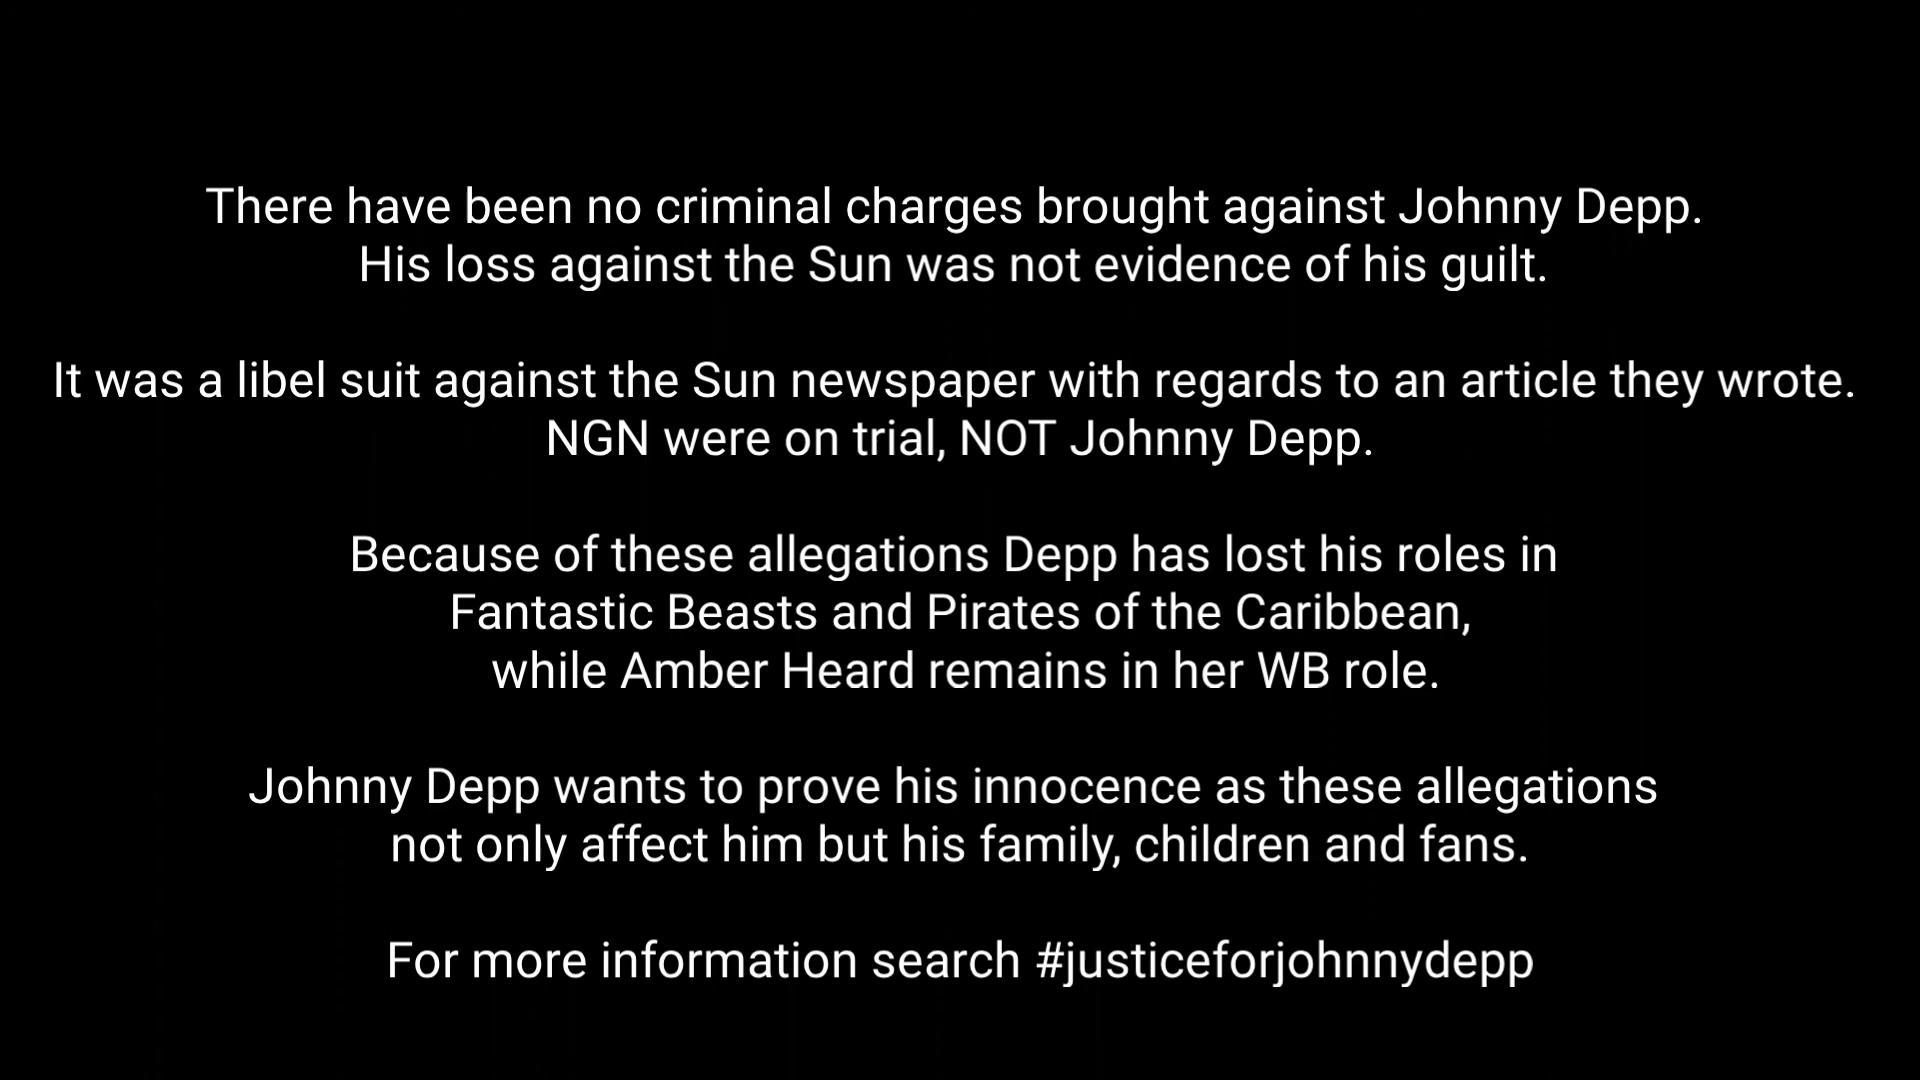 There have been no criminal charges brought against Johnny Depp.
His loss against the Sun was not evidence of his guilt.
It was a libel suit against the Sun newspaper with regards to an article they wrote.
NGN were on trial, NOT Johnny Depp.
Because of these allegations Depp has lost his roles in
Fantastic Beasts and Pirates of the Caribbean,
while Amber Heard remains in her WB role.
Johnny Depp wants to prove his innocence as these allegations
not only affect him but his family, children and fans.
For more information search #justiceforjohnnydepp